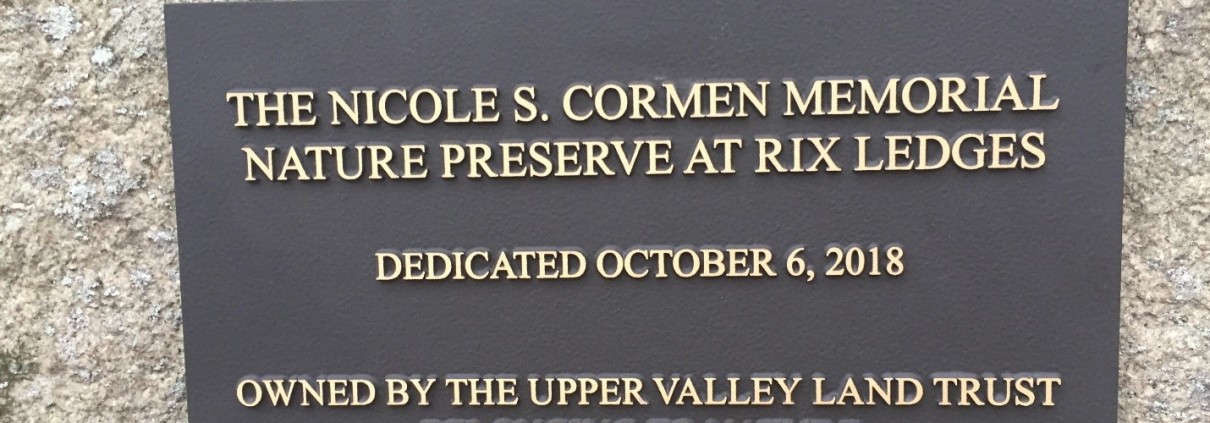 THE NICOLE S. CORMEN MEMORIAL
NATURE PRESERVE AT RIX LEDGES
DEDICATED OCTOBER 6, 2018
OWNED BY THE UPPER VALLEY LAND TRUST